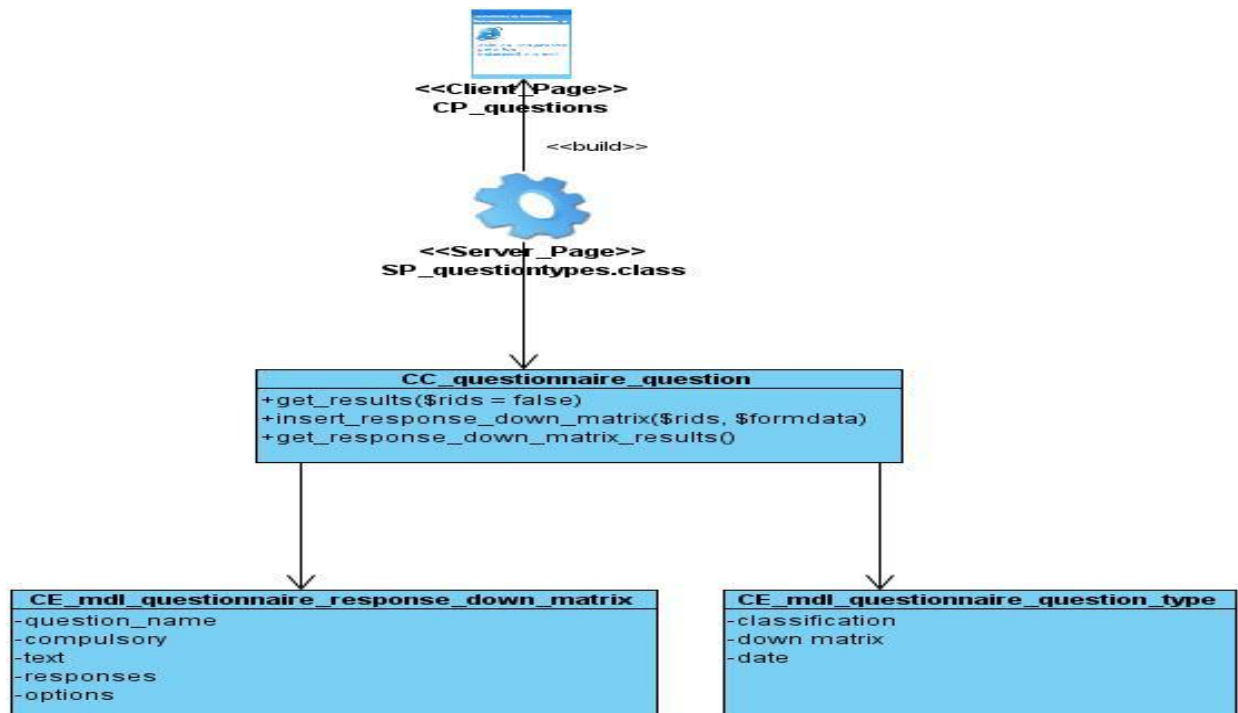 <<Client_Page>>
CP_questions
<<build>>
<<Server_Page>>
SP_questiontypes.class
CC_questionnaire_question
+get_results($rids = false)
+insert_response_down_matrix($rids, $formdata)
+get_response_down_matrix_results()
CE_mdl_questionnaire_response_down_matrix
-question_name
-compulsory
-text
-responses
-options
CE_mdl_questionnaire_question_type
-classification
-down matrix
-date